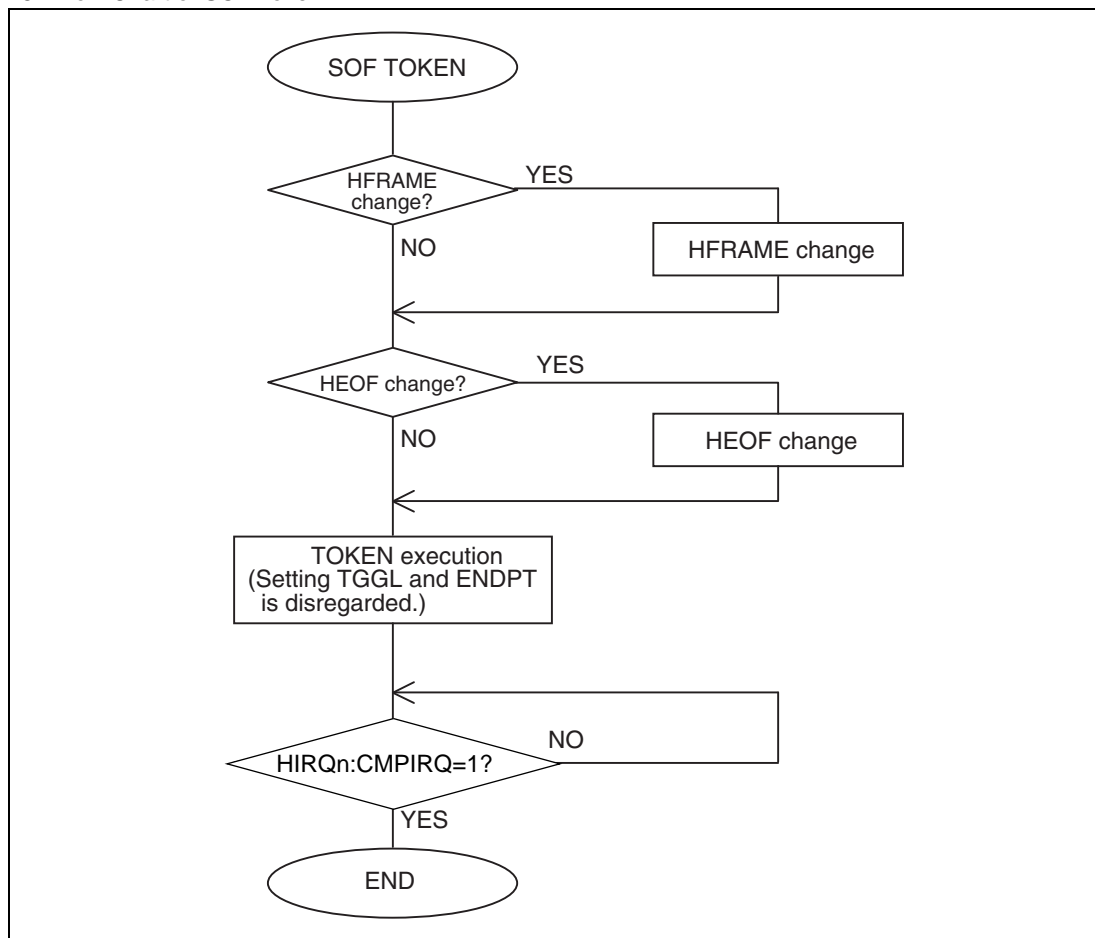 SOF TOKEN
HFRAME
change?
YES
NO
HFRAME change
HEOF change?
YES
NO
HEOF change
TOKEN execution
(Setting TGGL and ENDPT
is disregarded.)
HIRQn:CMPIRQ=1?
NO
YES
END